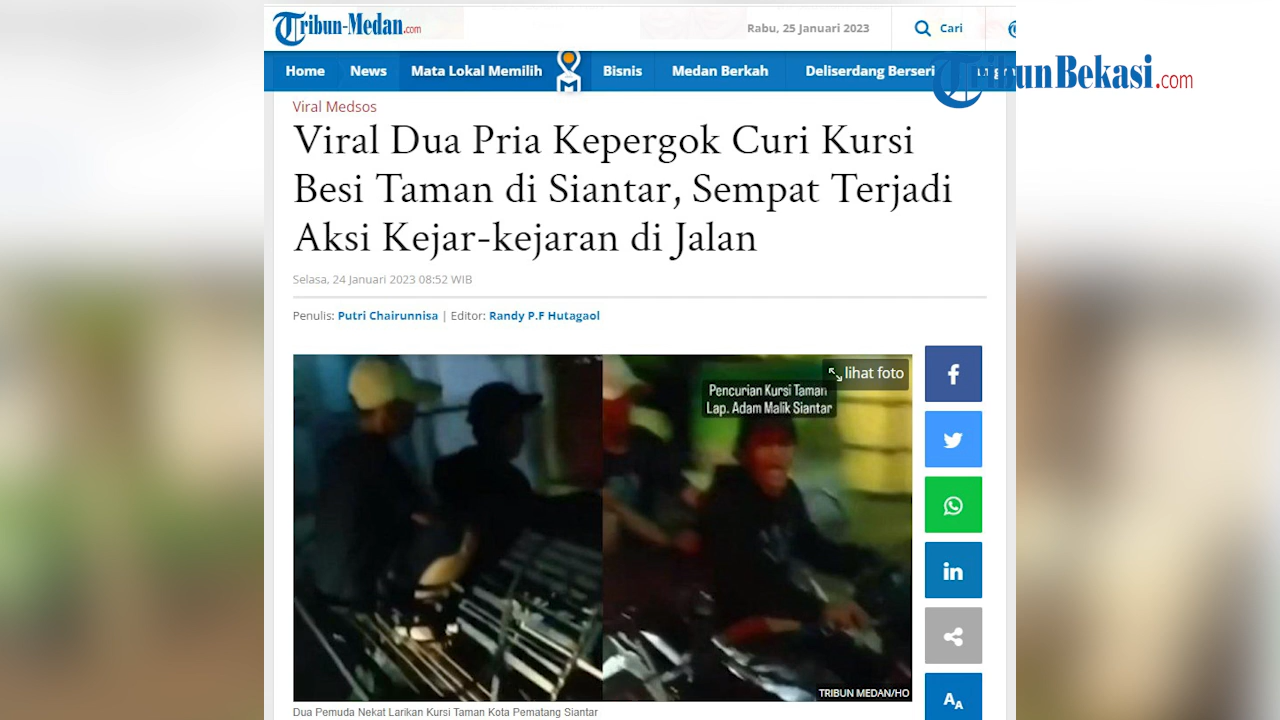 Tribun-Medan.com
Rabu, 25 Januari 2023
Cari
Home News Mata Lokal Memilih Bisnis Medan Berkah Deliserdang Berseri
TribunBekasi.com
Viral Medsos
Viral Dua Pria Kepergok Curi Kursi
Besi Taman di Siantar, Sempat Terjadi
Aksi Kejar-kejaran di Jalan
Selasa, 24 Januari 2023 08:52 WIB
Penulis: Putri Chairunnisa | Editor: Randy P.F Hutagaol
lihat foto
Pencurian Kursi Taman
Lap. Adam Malik Siantar
TRIBUN MEDAN/HO
AA
Dua Pemuda Nekat Larikan Kursi Taman Kota Pematang Siantar